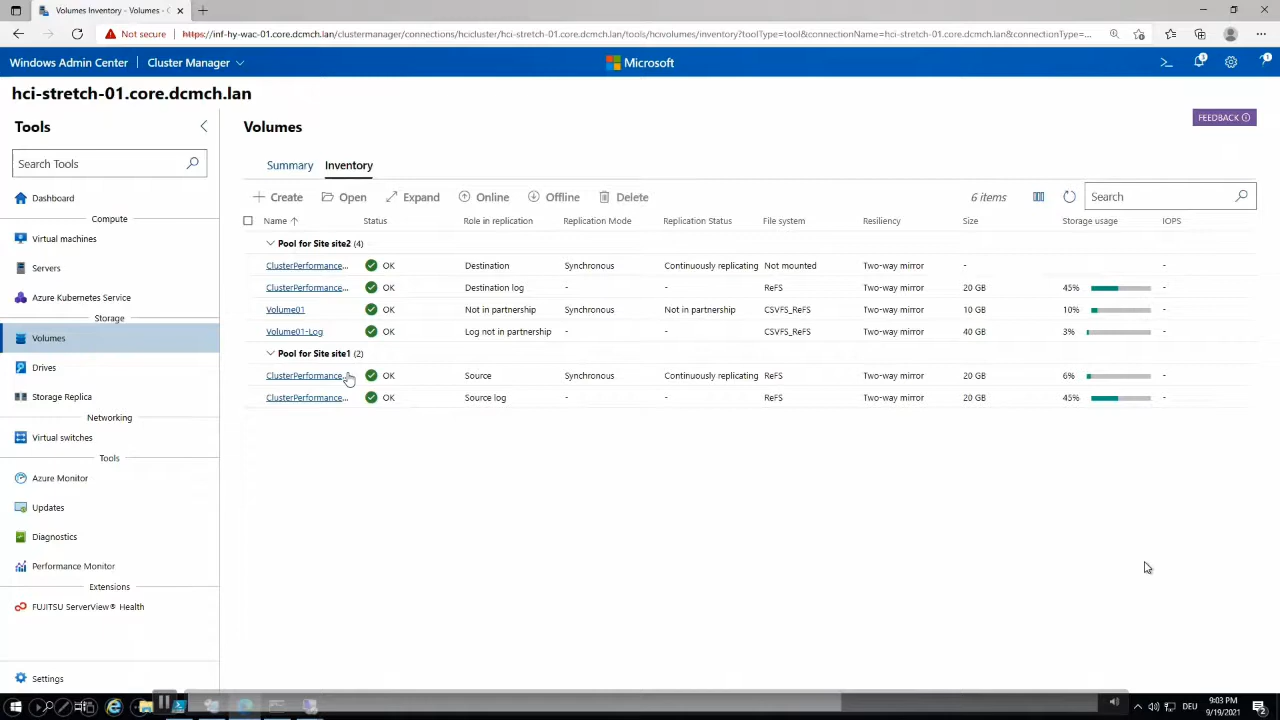 Volumes Inventory - Volumes - C
Not secure https://inf-hy-wac-01.core.dcmch.lan/clustermanager/connections/hcicluster/hci-stretch-01.core.dcmch.lan/tools/hcivolumes/inventory?toolType=tool&connectionName=hci-stretch-01.core.dcmch.lan&connectionType=...
Windows Admin Center Cluster Manager Microsoft 1 1
hci-stretch-01.core.dcmch.lan
Tools Volumes FEEDBACK
Summary Inventory
Search Tools
Create Open Expand Online Offline Delete 6 items Search
Dashboard
Compute
Virtual machines
Servers
Azure Kubernetes Service
Storage
Volumes
Drives
Storage Replica
Networking
Virtual switches
Tools
Azure Monitor
Updates
Diagnostics
Performance Monitor
Extensions
FUJITSU ServerView® Health
Settings
Name Status Role in replication Replication Mode Replication Status File system Resiliency Size Storage usage IOPS
Pool for Site site2 (4)
ClusterPerformance... OK Destination Synchronous Continuously replicating Not mounted Two-way mirror - -
ClusterPerformance... OK Destination log - - ReFS Two-way mirror 20 GB 45% -
Volume01 OK Not in partnership Synchronous Not in partnership CSVFS_ReFS Two-way mirror 10 GB 10% -
Volume01-Log OK Log not in partnership - - CSVFS_ReFS Two-way mirror 40 GB 3% -
Pool for Site site1 (2)
ClusterPerformance... OK Source Synchronous Continuously replicating ReFS Two-way mirror 20 GB 6% -
ClusterPerformance... OK Source log - - ReFS Two-way mirror 20 GB 45% -
DEU 9:03 PM
9/19/2021 2